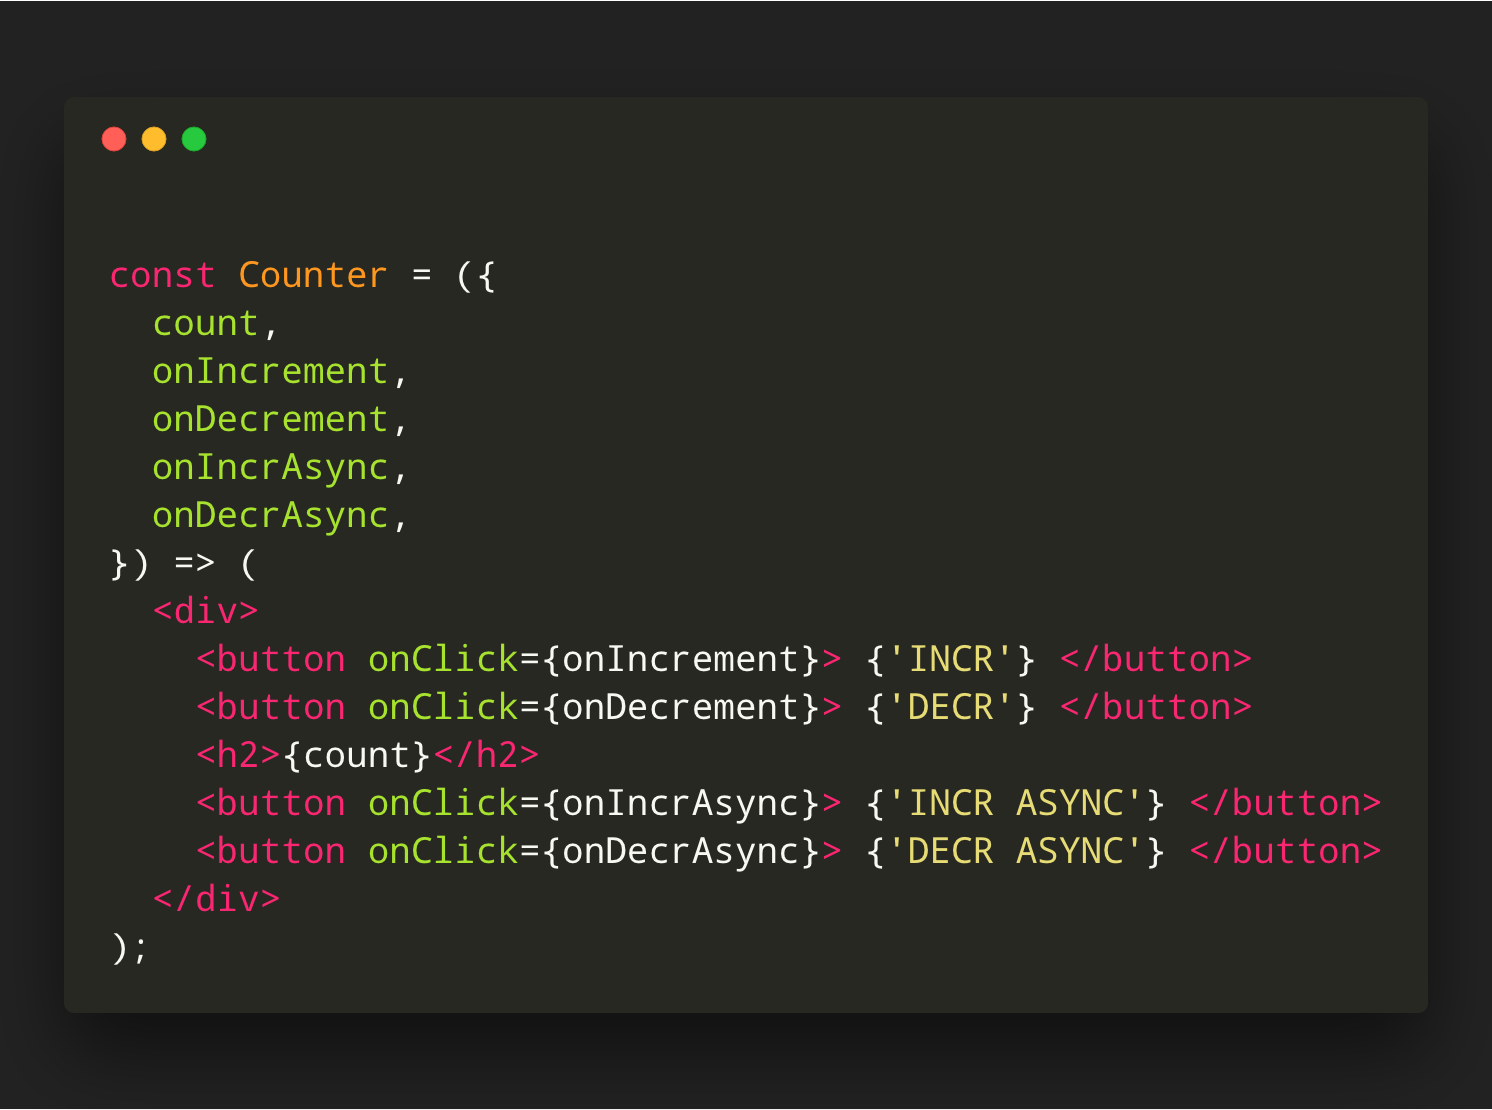 const Counter = ({
  count,
  onIncrement,
  onDecrement,
  onIncrAsync,
  onDecrAsync,
}) => (
  <div>
    <button onClick={onIncrement}> {'INCR'} </button>
    <button onClick={onDecrement}> {'DECR'} </button>
    <h2>{count}</h2>
    <button onClick={onIncrAsync}> {'INCR ASYNC'} </button>
    <button onClick={onDecrAsync}> {'DECR ASYNC'} </button>
  </div>
);